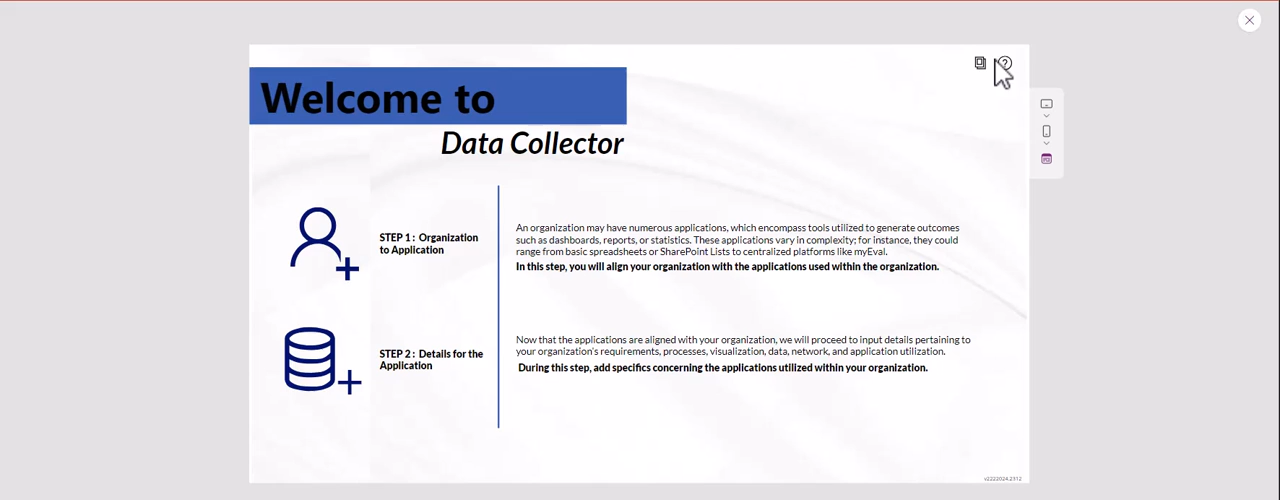 Welcome to
Data Collector
STEP 1 : Organization
to Application
An organization may have numerous applications, which encompass tools utilized to generate outcomes
such as dashboards, reports, or statistics. These applications vary in complexity; for instance, they could
range from basic spreadsheets or SharePoint Lists to centralized platforms like myEval.
In this step, you will align your organization with the applications used within the organization.
STEP 2 : Details for the
Application
Now that the applications are aligned with your organization, we will proceed to input details pertaining to
your organization's requirements, processes, visualization, data, network, and application utilization.
During this step, add specifics concerning the applications utilized within your organization.
v2222024.2312